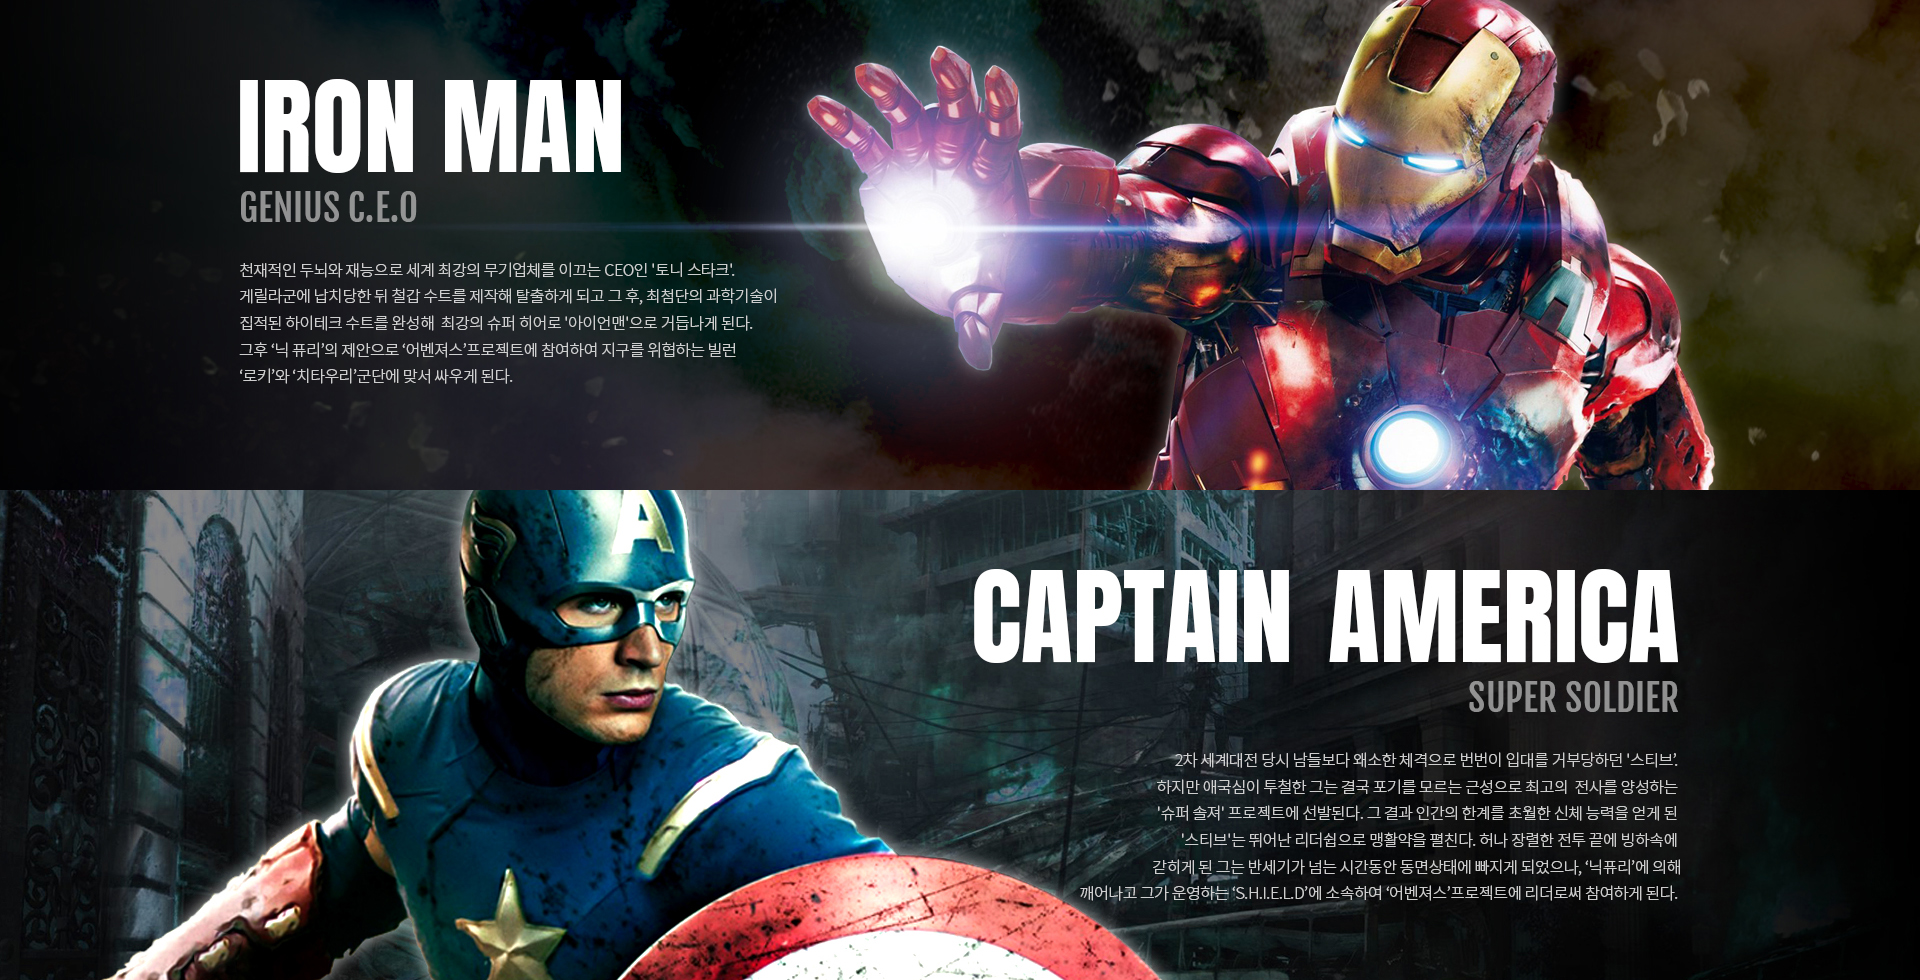 IRON MAN
GENIUS C.E.O
천재적인 두뇌와 재능으로 세계 최강의 무기업체를 이끄는 CEO인 '토니 스타크'.
게릴라군에 납치당한 뒤 철갑 수트를 제작해 탈출하게 되고 그 후, 최첨단의 과학기술이
집적된 하이테크 수트를 완성해 최강의 슈퍼 히어로 '아이언맨'으로 거듭나게 된다.
그후 ‘닉 퓨리’의 제안으로 ‘어벤져스’프로젝트에 참여하여 지구를 위협하는 빌런
‘로키’와 ‘치타우리’군단에 맞서 싸우게 된다.
A
CAPTAIN AMERICA
SUPER SOLDIER
2차 세계대전 당시 남들보다 왜소한 체격으로 번번이 입대를 거부당하던 '스티브’.
하지만 애국심이 투철한 그는 결국 포기를 모르는 근성으로 최고의 전사를 양성하는
'슈퍼 솔져' 프로젝트에 선발된다. 그 결과 인간의 한계를 초월한 신체 능력을 얻게 된
'스티브'는 뛰어난 리더쉽으로 맹활약을 펼친다. 허나 장렬한 전투 끝에 빙하속에
갇히게 된 그는 반세기가 넘는 시간동안 동면상태에 빠지게 되었으나, ‘닉퓨리’에 의해
깨어나고 그가 운영하는 ‘S.H.I.E.L.D’에 소속하여 ‘어벤져스’프로젝트에 리더로써 참여하게 된다.